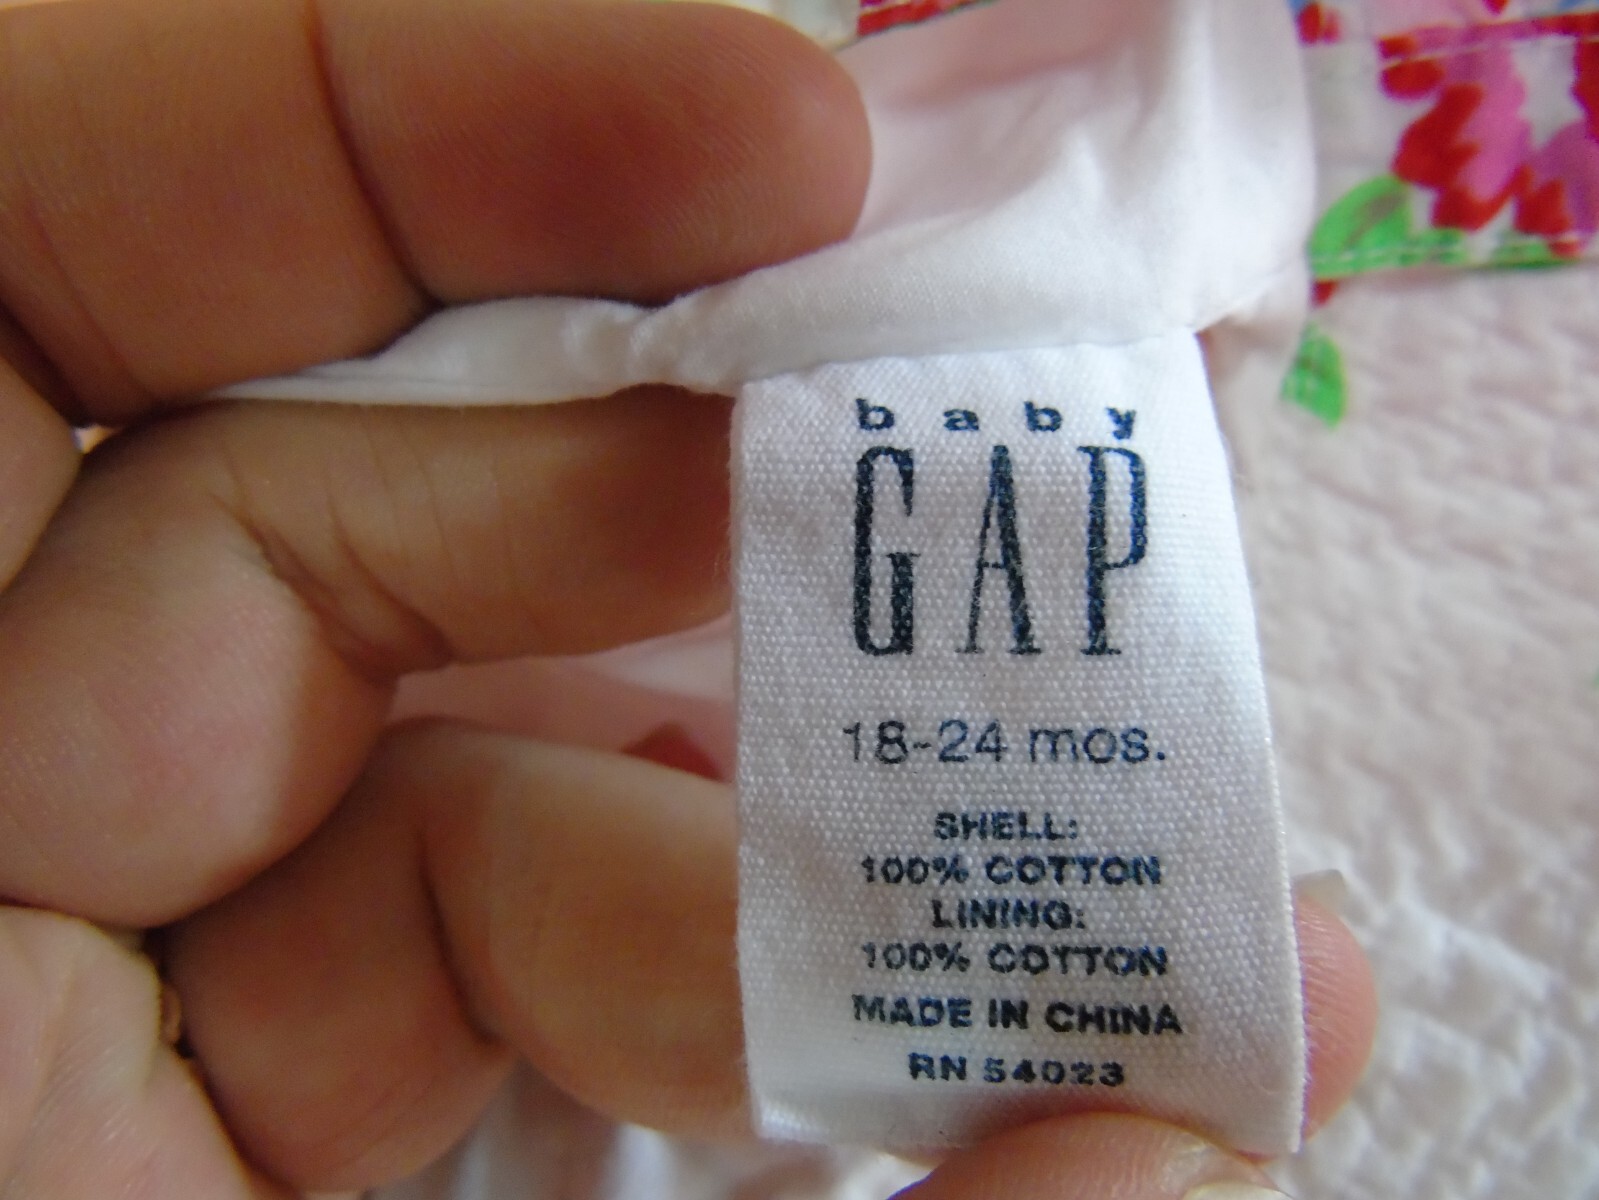 baby
GAP
18-24 mos.
SHELL:
100% COTTON
LINING:
100% COTTON
MADE IN CHINA
RN 54023